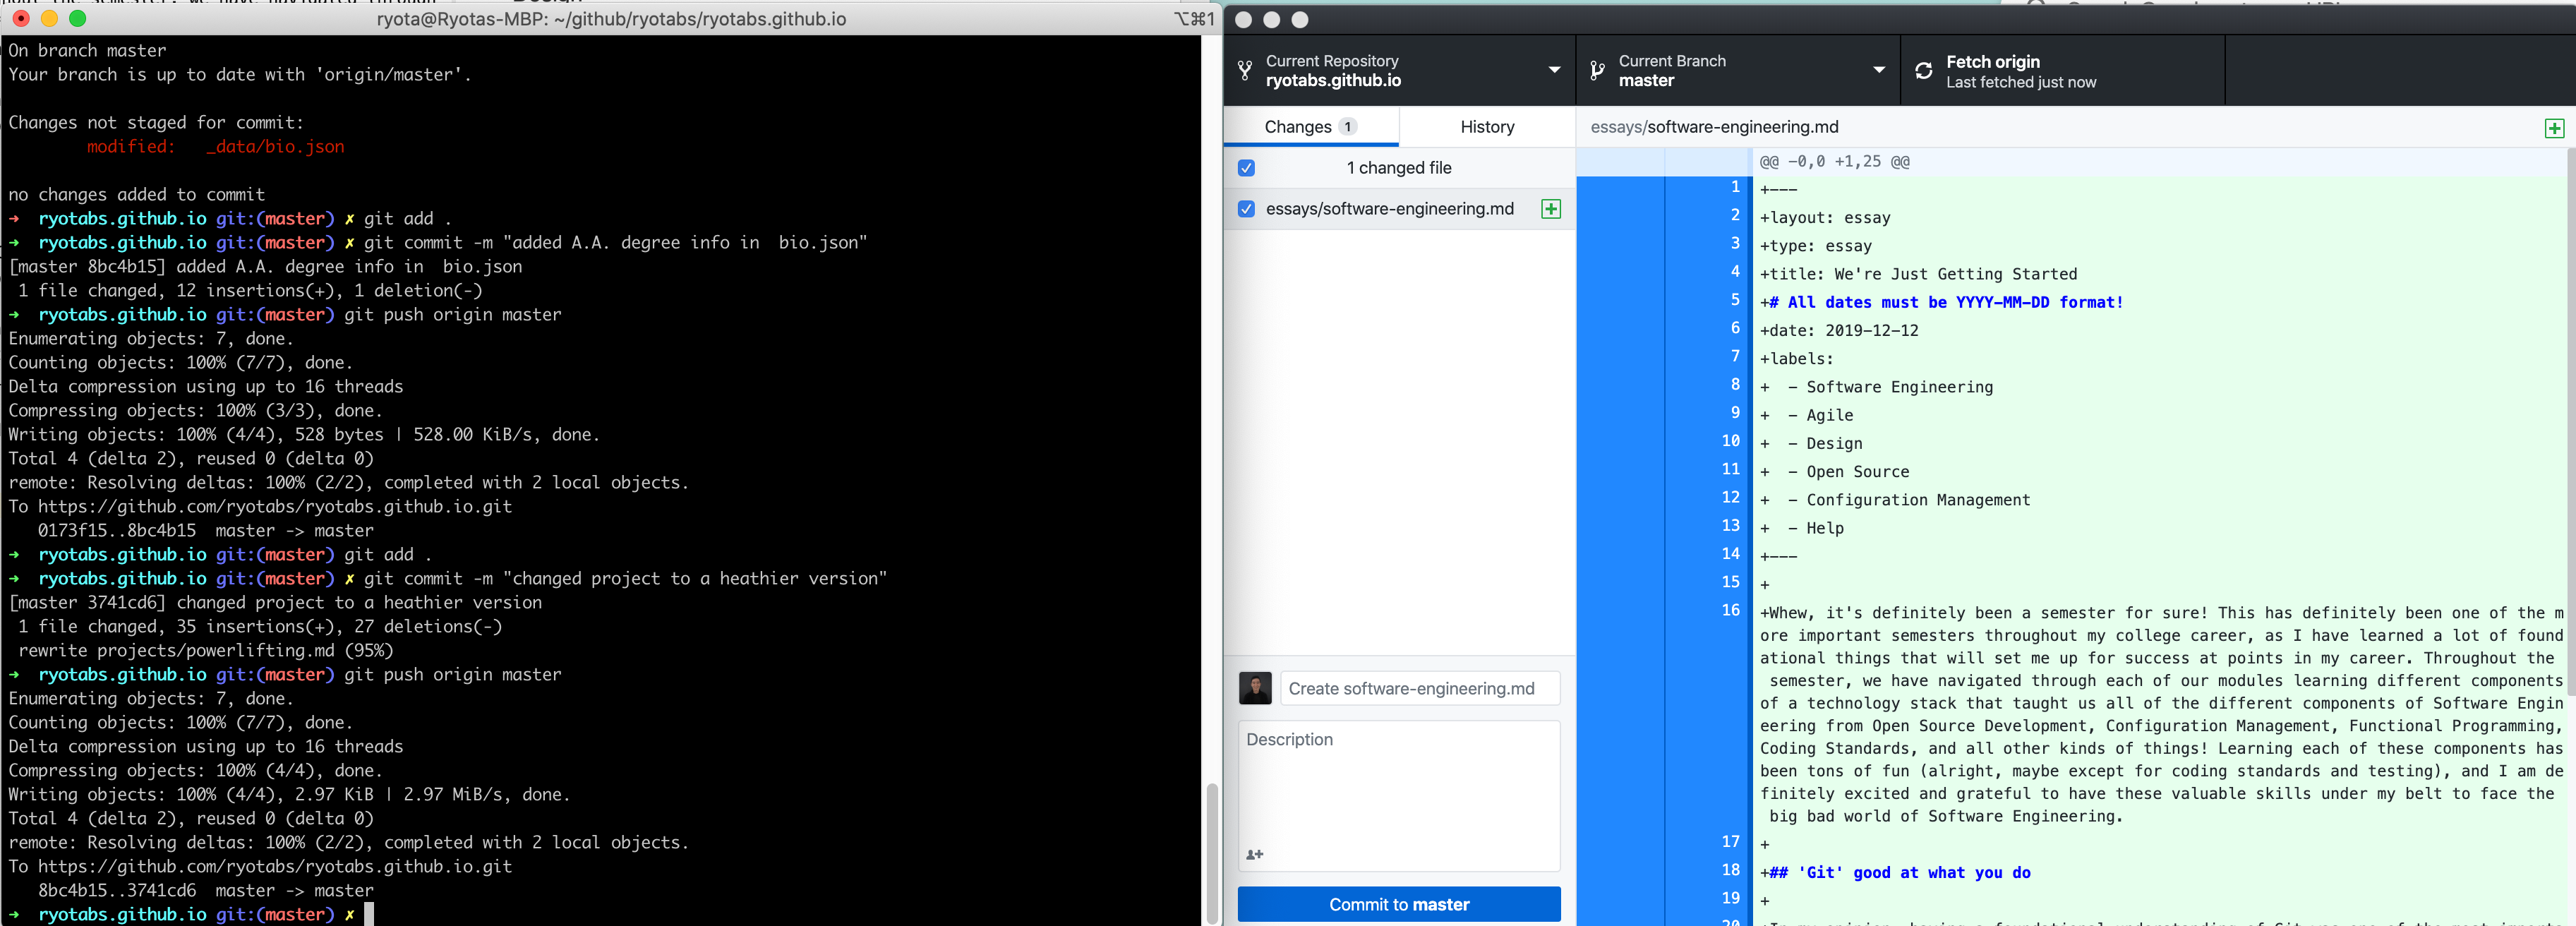 ryota@Ryotas-MBP: ~/github/ryotabs/ryotabs.github.io
⌥⌘1
On branch master
Your branch is up to date with 'origin/master'.
Changes not staged for commit:
modified:   _data/bio.json
no changes added to commit
➜  ryotabs.github.io git:(master) ✗ git add .
➜  ryotabs.github.io git:(master) ✗ git commit -m "added A.A. degree info in  bio.json"
[master 8bc4b15] added A.A. degree info in  bio.json
1 file changed, 12 insertions(+), 1 deletion(-)
➜  ryotabs.github.io git:(master) git push origin master
Enumerating objects: 7, done.
Counting objects: 100% (7/7), done.
Delta compression using up to 16 threads
Compressing objects: 100% (3/3), done.
Writing objects: 100% (4/4), 528 bytes | 528.00 KiB/s, done.
Total 4 (delta 2), reused 0 (delta 0)
remote: Resolving deltas: 100% (2/2), completed with 2 local objects.
To https://github.com/ryotabs/ryotabs.github.io.git
0173f15..8bc4b15  master -> master
➜  ryotabs.github.io git:(master) git add .
➜  ryotabs.github.io git:(master) ✗ git commit -m "changed project to a heathier version"
[master 3741cd6] changed project to a heathier version
1 file changed, 35 insertions(+), 27 deletions(-)
rewrite projects/powerlifting.md (95%)
➜  ryotabs.github.io git:(master) git push origin master
Enumerating objects: 7, done.
Counting objects: 100% (7/7), done.
Delta compression using up to 16 threads
Compressing objects: 100% (4/4), done.
Writing objects: 100% (4/4), 2.97 KiB | 2.97 MiB/s, done.
Total 4 (delta 2), reused 0 (delta 0)
remote: Resolving deltas: 100% (2/2), completed with 2 local objects.
To https://github.com/ryotabs/ryotabs.github.io.git
8bc4b15..3741cd6  master -> master
➜  ryotabs.github.io git:(master) ✗
Current Repository
ryotabs.github.io
Current Branch
master
Fetch origin
Last fetched just now
Changes 1
History
1 changed file
essays/software-engineering.md
Create software-engineering.md
Description
Commit to master
essays/software-engineering.md
@@ -0,0 +1,25 @@
1 +---
2 +layout: essay
3 +type: essay
4 +title: We're Just Getting Started
5 +# All dates must be YYYY-MM-DD format!
6 +date: 2019-12-12
7 +labels:
8 +  - Software Engineering
9 +  - Agile
10 +  - Design
11 +  - Open Source
12 +  - Configuration Management
13 +  - Help
14 +---
15 +
16 +Whew, it's definitely been a semester for sure! This has definitely been one of the m
ore important semesters throughout my college career, as I have learned a lot of found
ational things that will set me up for success at points in my career. Throughout the
semester, we have navigated through each of our modules learning different components
of a technology stack that taught us all of the different components of Software Engin
eering from Open Source Development, Configuration Management, Functional Programming,
Coding Standards, and all other kinds of things! Learning each of these components has
been tons of fun (alright, maybe except for coding standards and testing), and I am de
finitely excited and grateful to have these valuable skills under my belt to face the
big bad world of Software Engineering.
17 +
18 +## 'Git' good at what you do
19 +